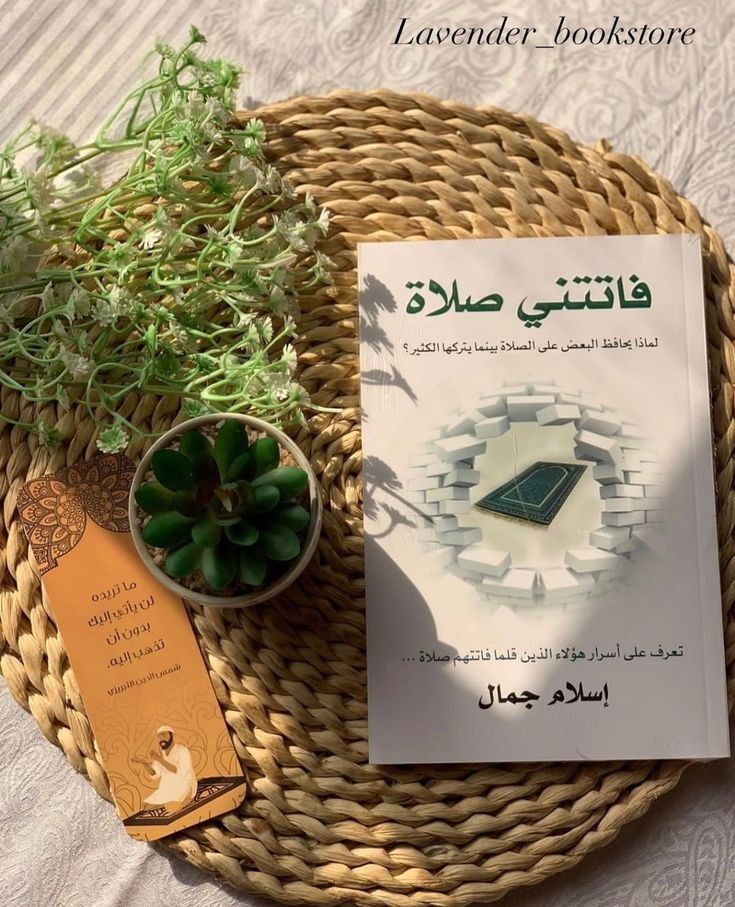 Lavender_bookstore
فاتتني صلاة
لماذا يحافظ البعض على الصلاة بينما يتركها الكثير؟
تعرف على أسرار هؤلاء الذين قلما فاتتهم صلاة ...
إسلام جمال
ما تريده
لن يأتي إليك
بدون أن
تذهب إليه.
شمس الدين التبريزي